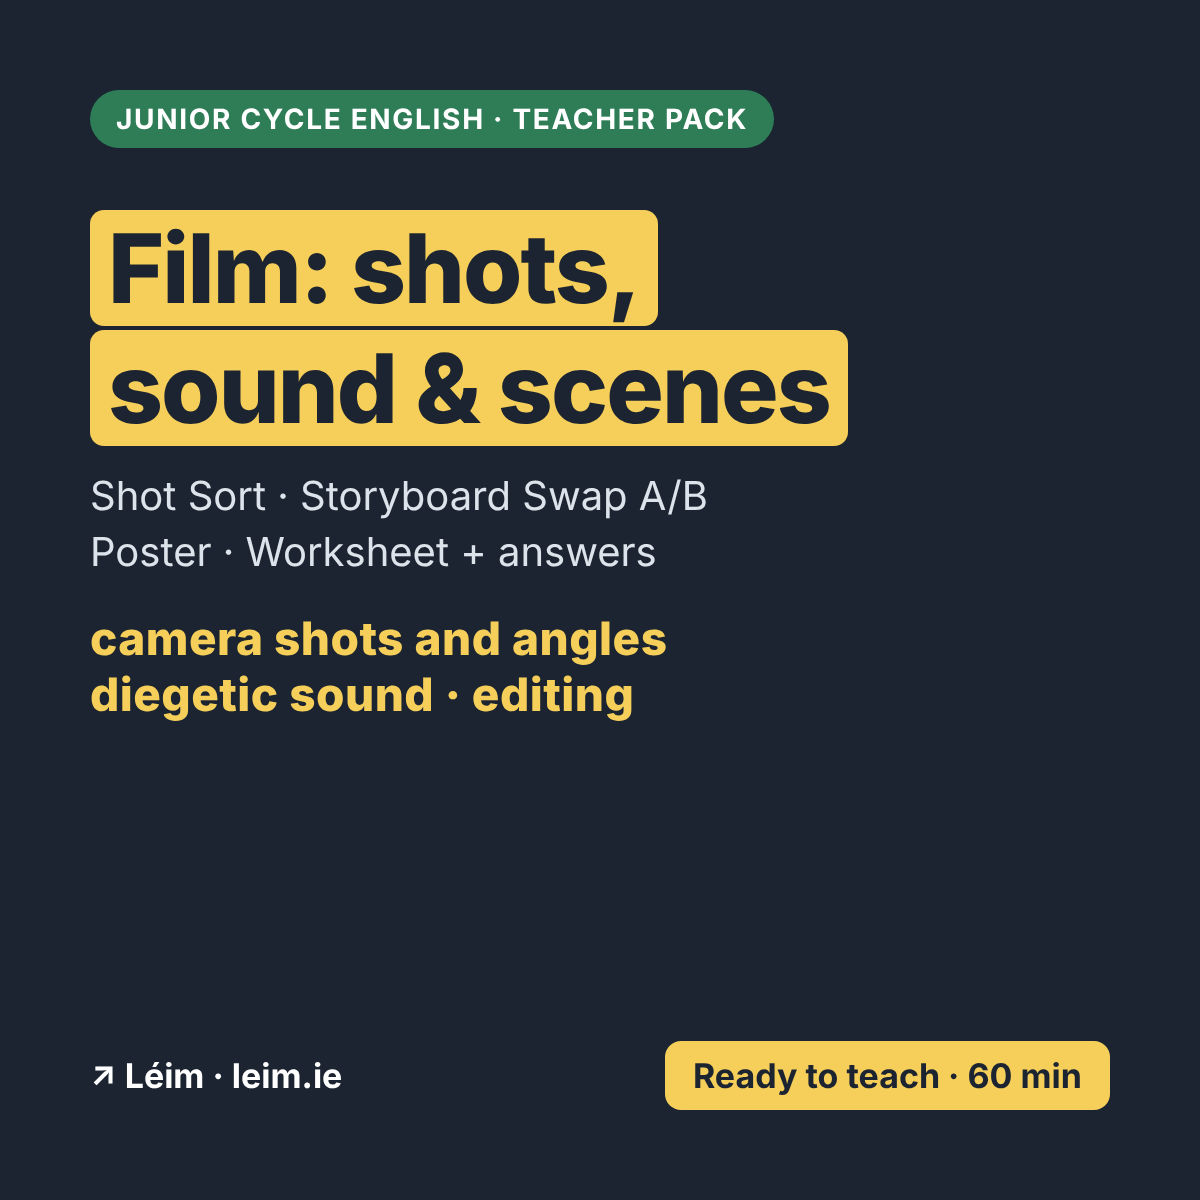 JUNIOR CYCLE ENGLISH · TEACHER PACK
Film: shots,
sound & scenes
Shot Sort · Storyboard Swap A/B
Poster · Worksheet + answers
camera shots and angles
diegetic sound · editing
↗ Léim · leim.ie
Ready to teach · 60 min